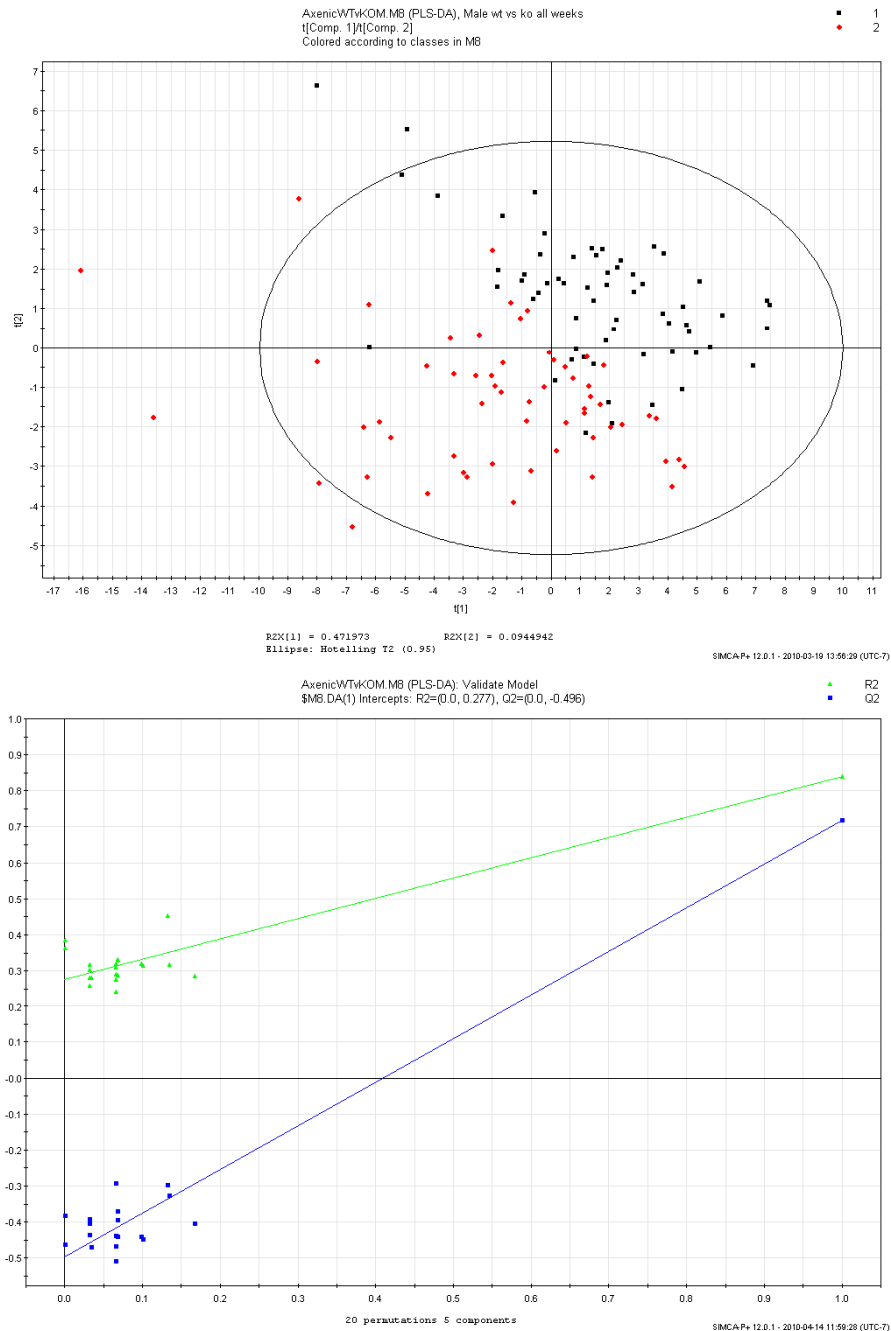 AxenicWTvKOM.M8 (PLS-DA), Male wt vs ko all weeks
t[Comp. 1]/t[Comp. 2]
Colored according to classes in M8
1
2
7
6
5
4
3
2
1
0
-1
-2
-3
-4
-5
t[2]
-17 -16 -15 -14 -13 -12 -11 -10 -9 -8 -7 -6 -5 -4 -3 -2 -1 0 1 2 3 4 5 6 7 8 9 10 11
t[1]
R2X[1] = 0.471973 R2X[2] = 0.0944942
Ellipse: Hotelling T2 (0.95)
SIMCA-P+ 12.0.1 - 2010-03-19 13:56:29 (UTC-7)
AxenicWTvKOM.M8 (PLS-DA): Validate Model
$M8.DA(1) Intercepts: R2=(0.0, 0.277), Q2=(0.0, -0.496)
R2
Q2
1.0
0.9
0.8
0.7
0.6
0.5
0.4
0.3
0.2
0.1
-0.0
-0.1
-0.2
-0.3
-0.4
-0.5
0.0 0.1 0.2 0.3 0.4 0.5 0.6 0.7 0.8 0.9 1.0
20 permutations 5 components
SIMCA-P+ 12.0.1 - 2010-04-14 11:59:28 (UTC-7)